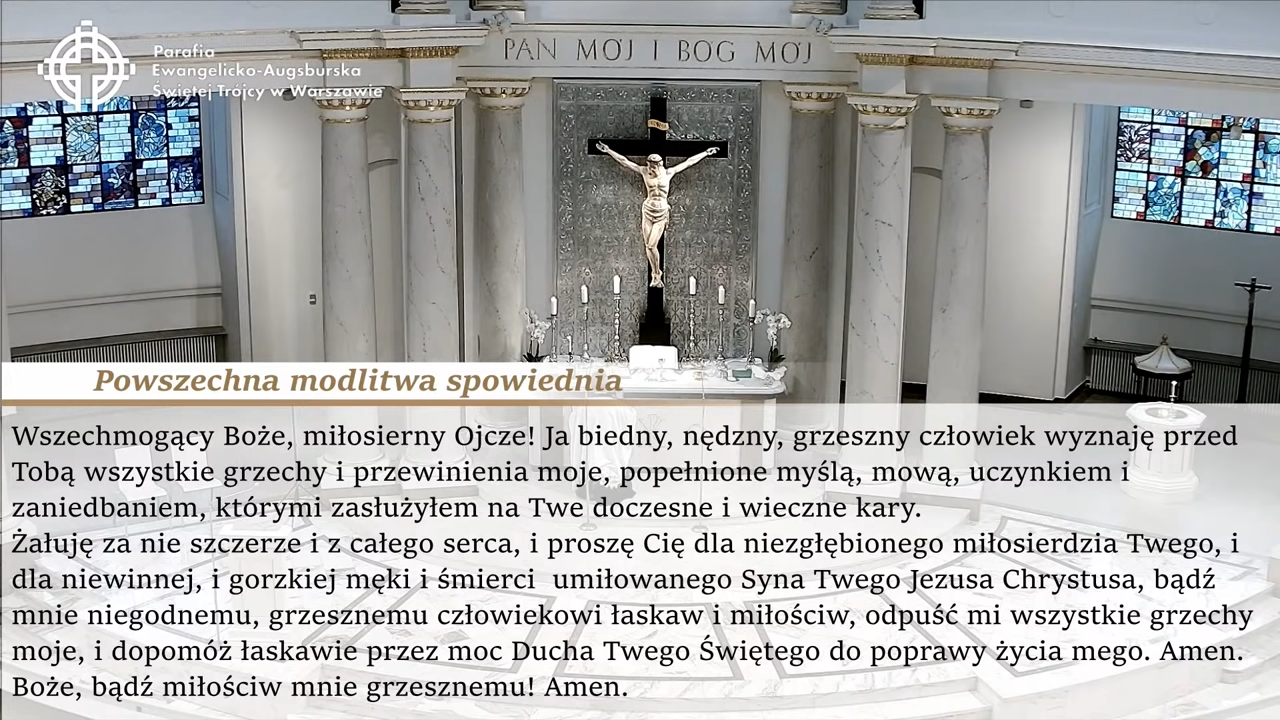 Parafia
Ewangelicko-Augsburska
Świętej Trójcy w Warszawie
PAN MÓJ I BÓG MÓJ
Powszechna modlitwa spowiednia
Wszechmogący Boże, miłosierny Ojcze! Ja biedny, nędzny, grzeszny człowiek wyznaję przed
Tobą wszystkie grzechy i przewinienia moje, popełnione myślą, mową, uczynkiem i
zaniedbaniem, którymi zasłużyłem na Twe doczesne i wieczne kary.
Żałuję za nie szczerze i z całego serca, i proszę Cię dla niezgłębionego miłosierdzia Twego, i
dla niewinnej, i gorzkiej męki i śmierci  umiłowanego Syna Twego Jezusa Chrystusa, bądź
mnie niegodnemu, grzesznemu człowiekowi łaskaw i miłościw, odpuść mi wszystkie grzechy
moje, i dopomóż łaskawie przez moc Ducha Twego Świętego do poprawy życia mego. Amen.
Boże, bądź miłościw mnie grzesznemu! Amen.